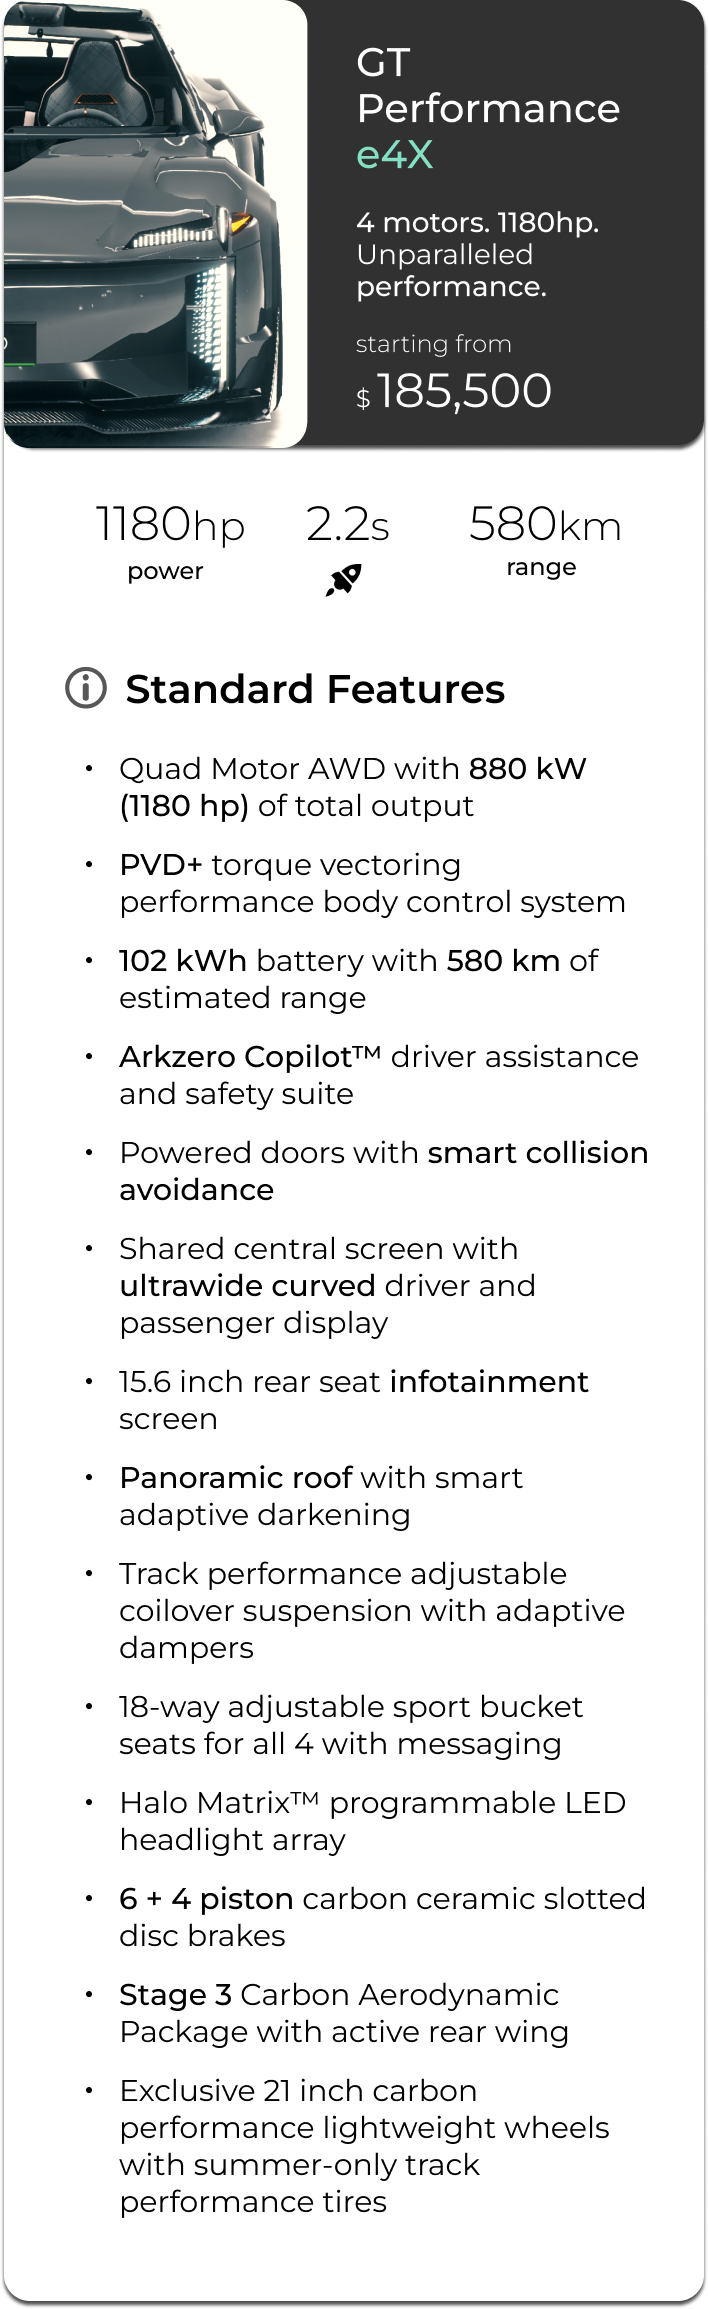 GT
Performance
e4X
4 motors. 1180hp.
Unparalleled
performance.
starting from
$ 185,500
1180hp 2.2s 580km
power range
Standard Features
• Quad Motor AWD with 880 kW
(1180 hp) of total output
• PVD+ torque vectoring
performance body control system
• 102 kWh battery with 580 km of
estimated range
• Arkzero Copilot™ driver assistance
and safety suite
• Powered doors with smart collision
avoidance
• Shared central screen with
ultrawide curved driver and
passenger display
• 15.6 inch rear seat infotainment
screen
• Panoramic roof with smart
adaptive darkening
• Track performance adjustable
coilover suspension with adaptive
dampers
• 18-way adjustable sport bucket
seats for all 4 with messaging
• Halo Matrix™ programmable LED
headlight array
• 6 + 4 piston carbon ceramic slotted
disc brakes
• Stage 3 Carbon Aerodynamic
Package with active rear wing
• Exclusive 21 inch carbon
performance lightweight wheels
with summer-only track
performance tires